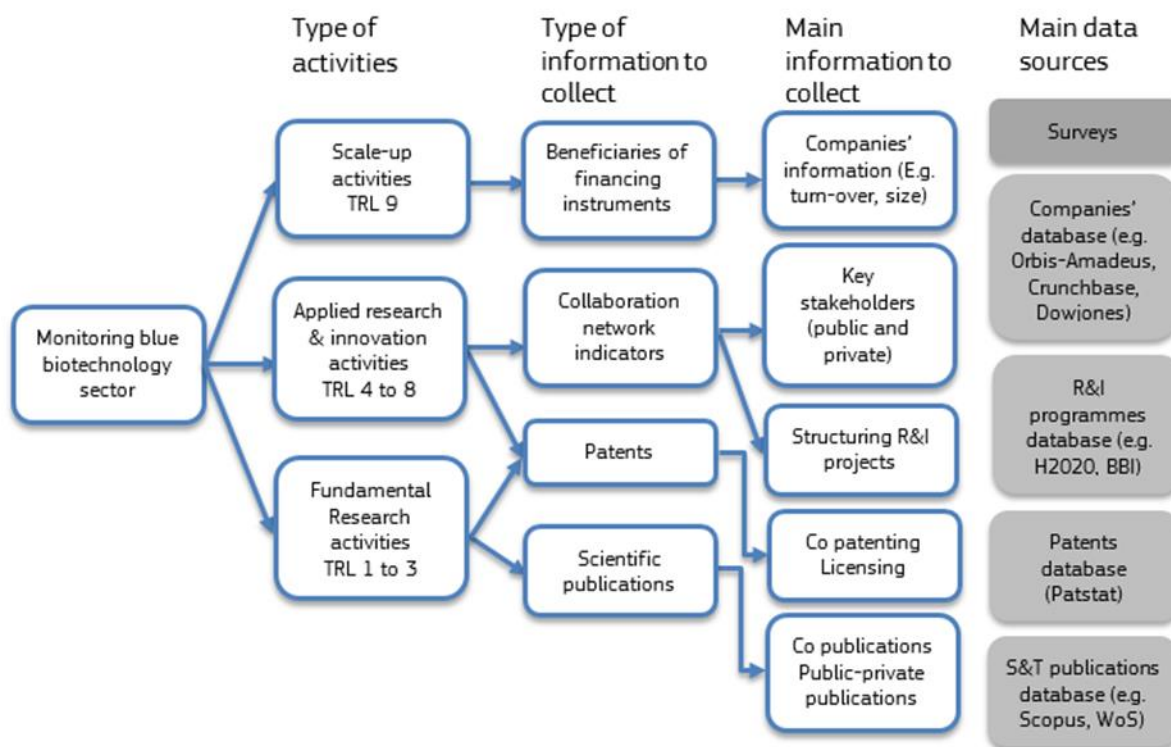 Type of
activities
Type of
information to
collect
Main
information to
collect
Main data
sources
Monitoring blue
biotechnology
sector
Scale-up
activities
TRL 9
Applied research
& innovation
activities
TRL 4 to 8
Fundamental
Research
activities
TRL 1 to 3
Beneficiaries of
financing
instruments
Collaboration
network
indicators
Patents
Scientific
publications
Companies'
information (E.g.
turn-over, size)
Key
stakeholders
(public and
private)
Structuring R&I
projects
Co patenting
Licensing
Co publications
Public-private
publications
Surveys
Companies'
database (e.g.
Orbis-Amadeus,
Crunchbase,
Dowjones)
R&I
programmes
database (e.g.
H2020, BBI)
Patents
database
(Patstat)
S&T publications
database (e.g.
Scopus, WoS)